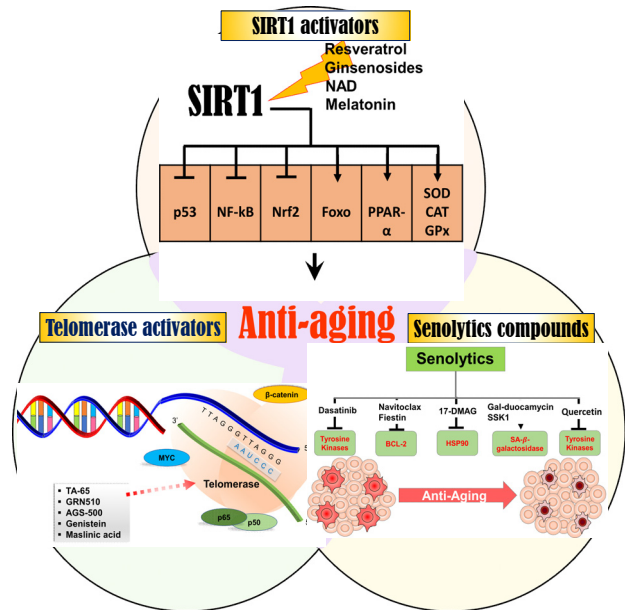 SIRT1 activators
Resveratrol
Ginsenosides
NAD
Melatonin
SIRT1
p53
NF-kB
Nrf2
Foxo
PPAR-
α
SOD
CAT
GPx
Anti-aging
Telomerase activators
β-catenin
3'
TTAGGGTTAGGG
AAUCCC
5
MYC
Telomerase
TA-65
GRN510
AGS-500
Genistein
Maslinic acid
p65
p50
5
Senolytics compounds
Senolytics
Dasatinib
Navitoclax
Fiestin
17-DMAG
Gal-duocamycin
SSK1
Quercetin
Tyrosine
Kinases
BCL-2
HSP90
SA-β-
galactosidase
Tyrosine
Kinases
Anti-Aging